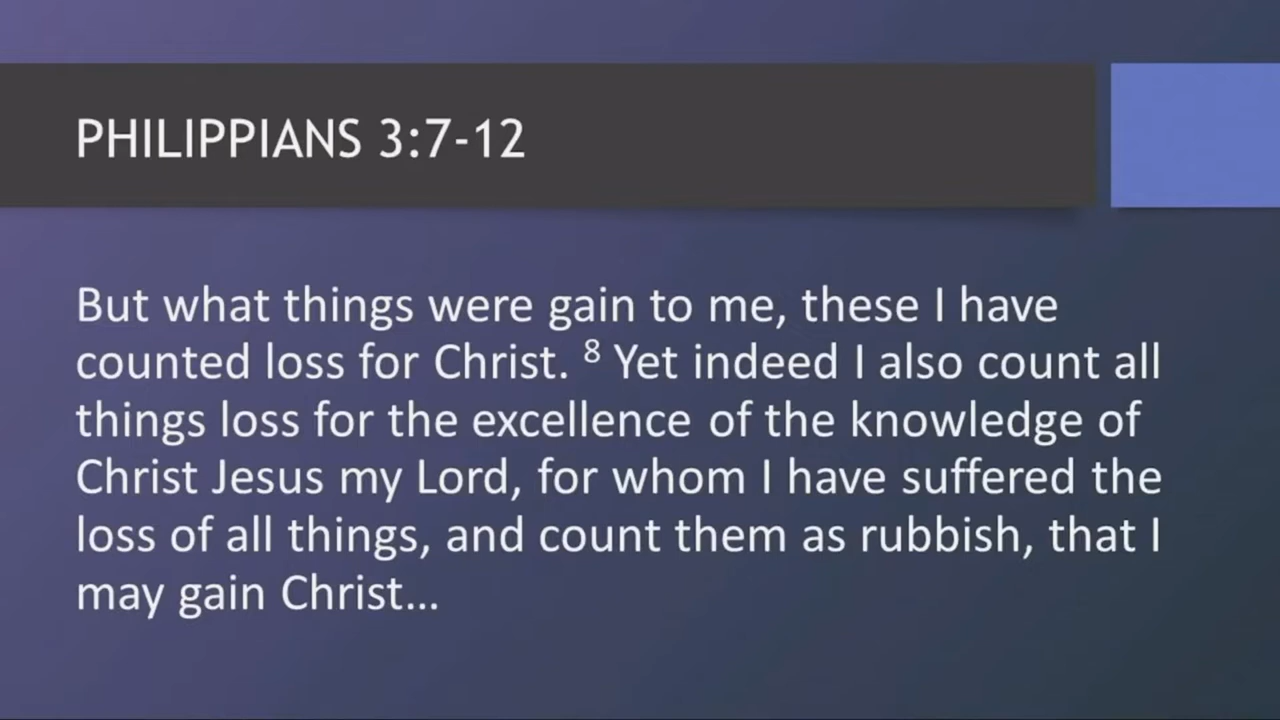 PHILIPPIANS 3:7-12
But what things were gain to me, these I have
counted loss for Christ. 8 Yet indeed I also count all
things loss for the excellence of the knowledge of
Christ Jesus my Lord, for whom I have suffered the
loss of all things, and count them as rubbish, that I
may gain Christ...